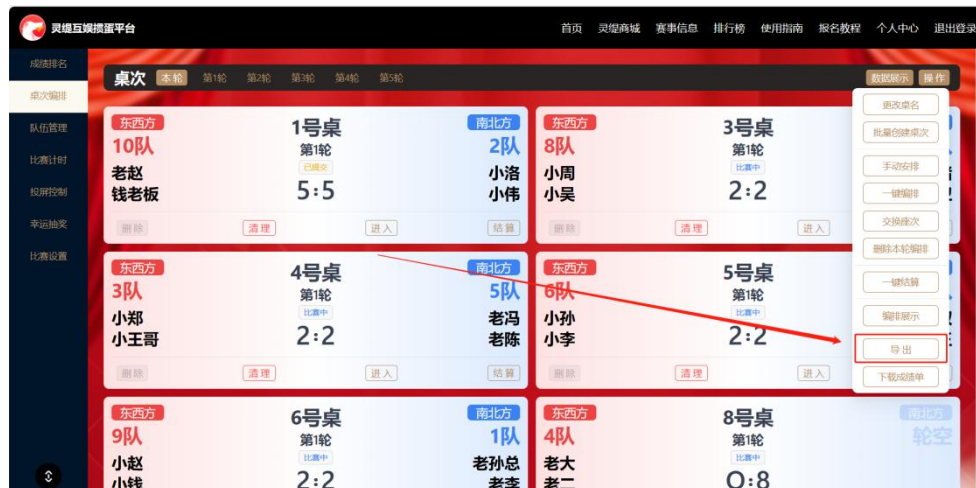 灵缇互娱掼蛋平台
首页 灵缇商城 赛事信息 排行榜 使用指南 报名教程 个人中心 退出登录
成绩排名
桌次编排
队伍管理
比赛计时
投屏控制
幸运抽奖
比赛设置
桌次 本轮 第1轮 第2轮 第3轮 第4轮 第5轮 数据展示 操作
更改桌名
批量创建桌次
手动安排
一键编排
交换座次
删除本轮编排
一键结算
编排展示
导出
下载成绩单
东西方 1号桌 南北方
10队 第1轮 2队
已提交
老赵 5:5 小洛
钱老板 小伟
删除 清理 进入 结算
东西方 3号桌
8队 第1轮
比赛中
小周 2:2
小吴
删除 清理 进入
东西方 4号桌 南北方
3队 第1轮 5队
比赛中
小郑 2:2 老冯
小王哥 老陈
删除 清理 进入 结算
东西方 5号桌
6队 第1轮
比赛中
小孙 2:2
小李
删除 清理 进入
东西方 6号桌 南北方
9队 第1轮 1队
比赛中
小赵 2:2 老孙总
小钱 老李
东西方 8号桌 南北方
4队 第1轮 轮空
比赛中
老大 0:8
老二